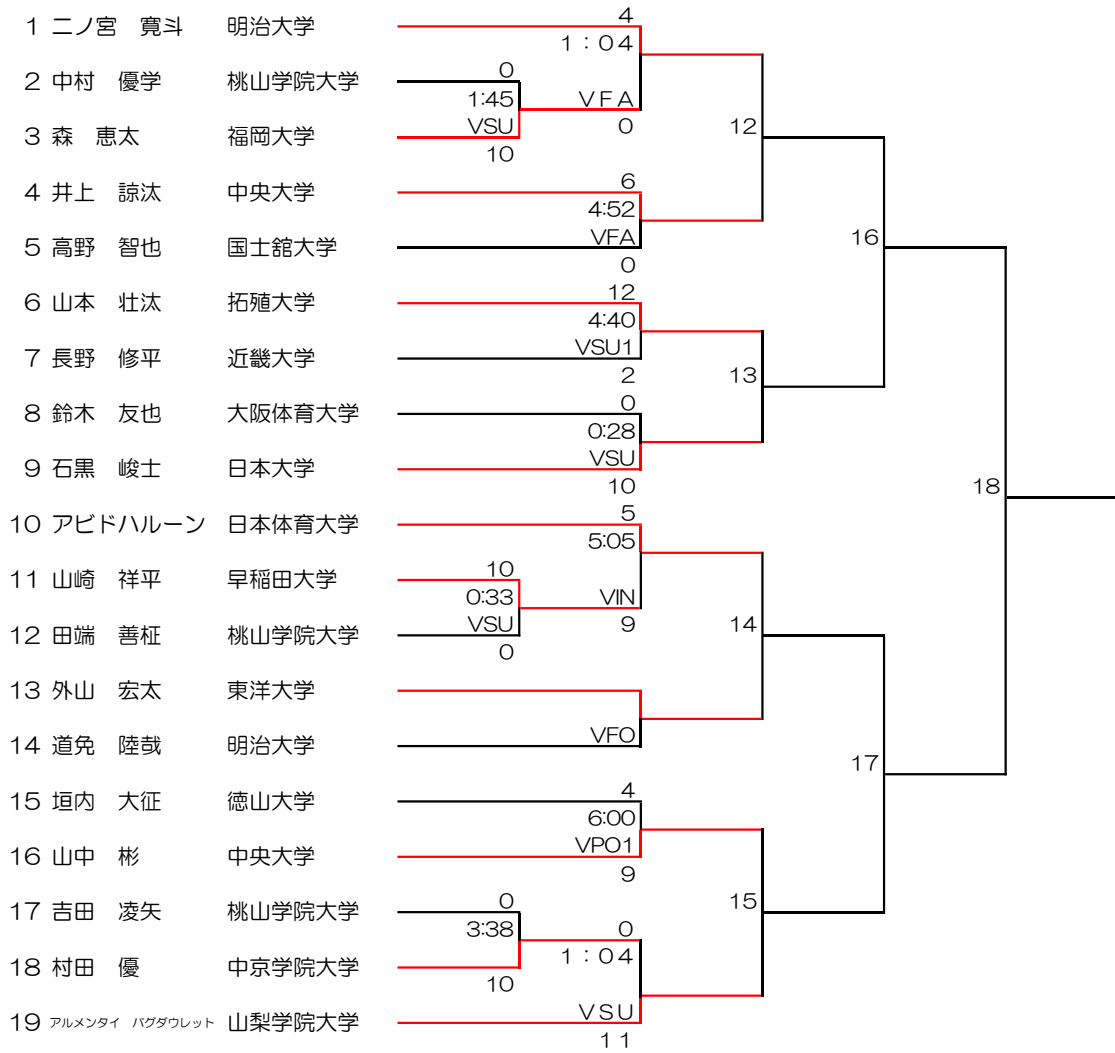 4
1 二ノ宮 寛斗 明治大学
1：04
0
2 中村 優学 桃山学院大学
1:45 VFA
VSU 0 12
3 森 恵太 福岡大学
10
6
4 井上 諒汰 中央大学
4:52
VFA 16
5 高野 智也 国士舘大学
0
12
6 山本 壮汰 拓殖大学
4:40
VSU1
7 長野 修平 近畿大学
2 13
0
8 鈴木 友也 大阪体育大学
0:28
VSU
9 石黒 峻士 日本大学
10 18
5
10 アビドハルーン 日本体育大学
5:05
10
11 山崎 祥平 早稲田大学
0:33 VIN
VSU 9 14
12 田端 善柾 桃山学院大学
0
13 外山 宏太 東洋大学
VFO
14 道免 陸哉 明治大学
17
4
15 垣内 大征 徳山大学
6:00
VPO1
16 山中 彬 中央大学
9
0 15
17 吉田 凌矢 桃山学院大学
3:38 0
1：04
18 村田 優 中京学院大学
10
VSU
19 アルメンタイ バグダウレット 山梨学院大学
11